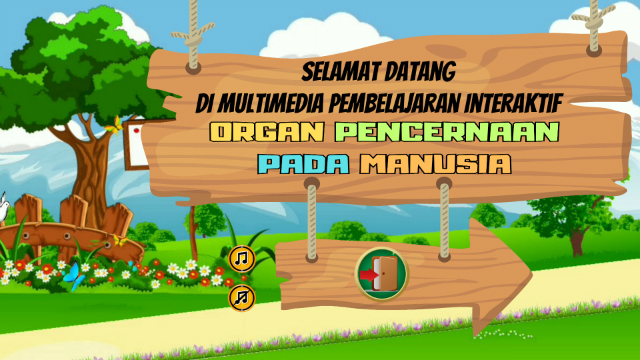 SELAMAT DATANG
DI MULTIMEDIA PEMBELAJARAN INTERAKTIF
ORGAN PENCERNAAN
PADA MANUSIA